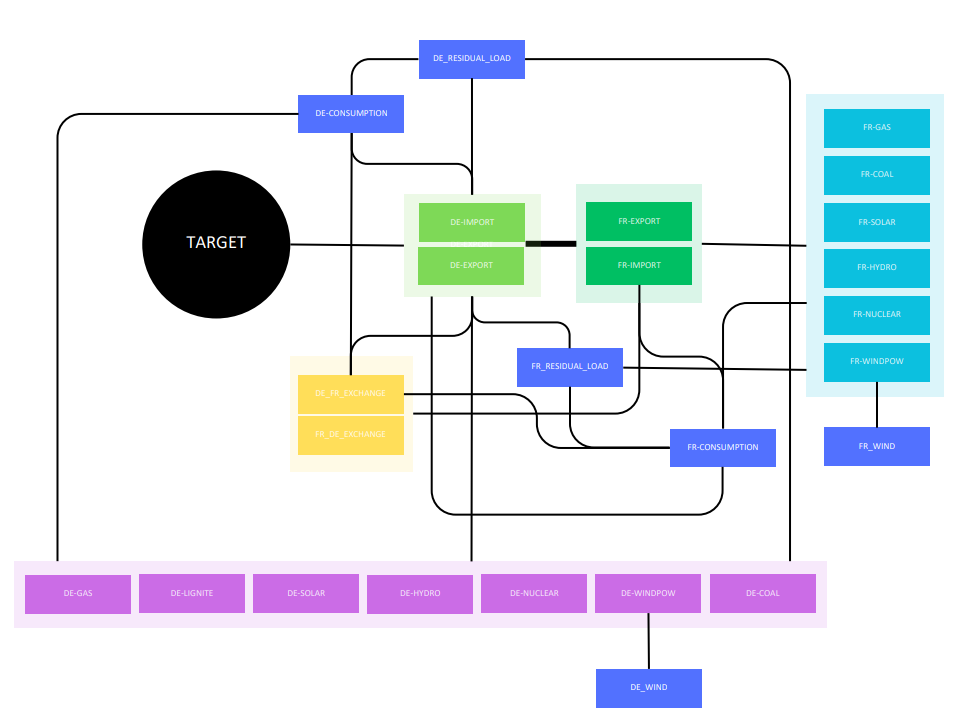 DE_RESIDUAL_LOAD
DE-CONSUMPTION
FR-GAS
FR-COAL
TARGET
DE-IMPORT
DE-EXPORT
FR-EXPORT
FR-IMPORT
FR-SOLAR
FR-HYDRO
FR-NUCLEAR
FR-WINDPOW
FR_RESIDUAL_LOAD
DE_FR_EXCHANGE
FR_DE_EXCHANGE
FR-CONSUMPTION
FR_WIND
DE-GAS
DE-LIGNITE
DE-SOLAR
DE-HYDRO
DE-NUCLEAR
DE-WINDPOW
DE-COAL
DE_WIND